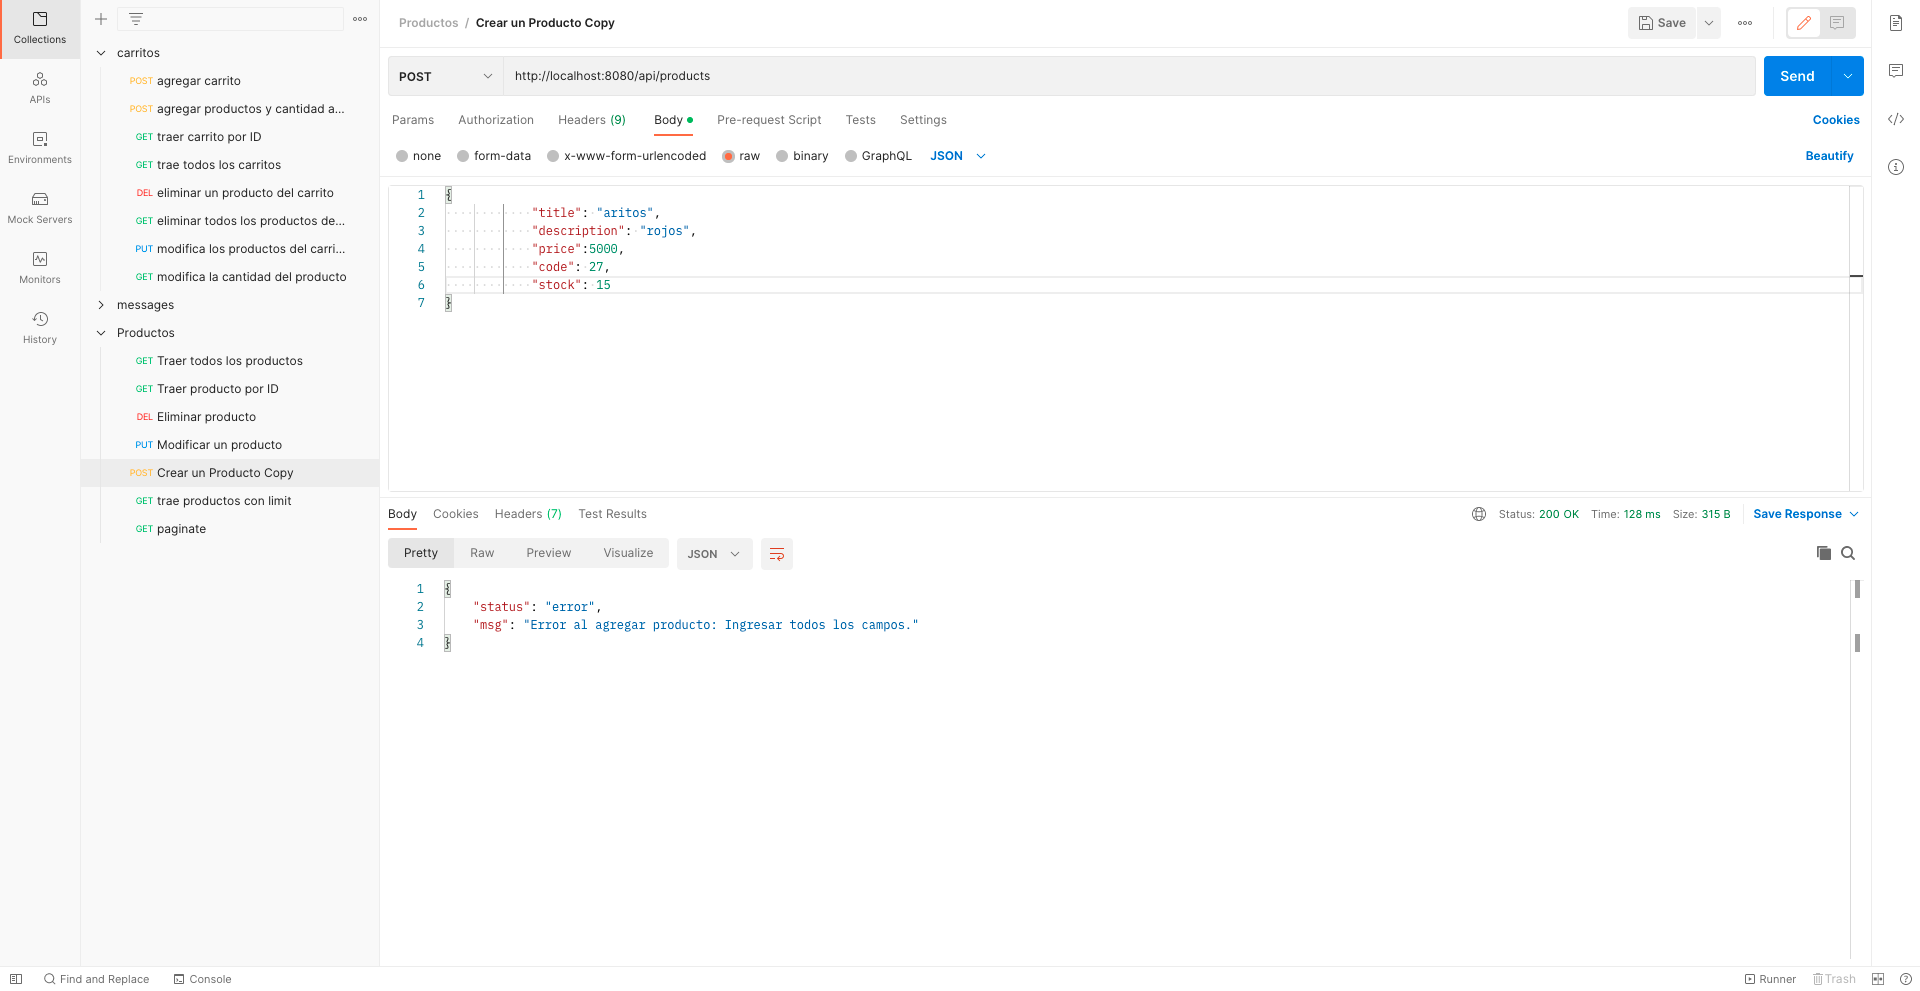 Collections
APIs
Environments
Mock Servers
Monitors
History
carritos
POST agregar carrito
POST agregar productos y cantidad a...
GET traer carrito por ID
GET trae todos los carritos
DEL eliminar un producto del carrito
GET eliminar todos los productos de...
PUT modifica los productos del carri...
GET modifica la cantidad del producto
messages
Productos
GET Traer todos los productos
GET Traer producto por ID
DEL Eliminar producto
PUT Modificar un producto
POST Crear un Producto Copy
GET trae productos con limit
GET paginate
Productos / Crear un Producto Copy
Save
POST http://localhost:8080/api/products
Send
Params Authorization Headers (9) Body Pre-request Script Tests Settings Cookies
none form-data x-www-form-urlencoded raw binary GraphQL JSON Beautify
1 {
2 "title": "aritos",
3 "description": "rojos",
4 "price":5000,
5 "code": 27,
6 "stock": 15
7 }
Body Cookies Headers (7) Test Results Status: 200 OK Time: 128 ms Size: 315 B Save Response
Pretty Raw Preview Visualize JSON
1 {
2 "status": "error",
3 "msg": "Error al agregar producto: Ingresar todos los campos."
4 }
Find and Replace Console Runner Trash